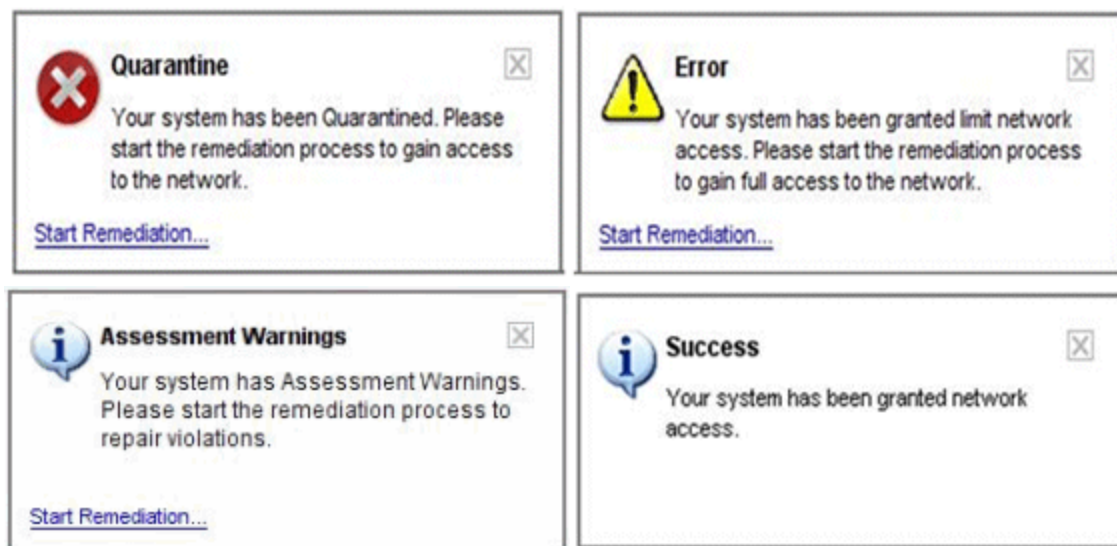 Quarantine
Your system has been Quarantined. Please
start the remediation process to gain access
to the network.
Start Remediation...
Error
Your system has been granted limit network
access. Please start the remediation process
to gain full access to the network.
Start Remediation...
Assessment Warnings
Your system has Assessment Warnings.
Please start the remediation process to
repair violations.
Start Remediation...
Success
Your system has been granted network
access.